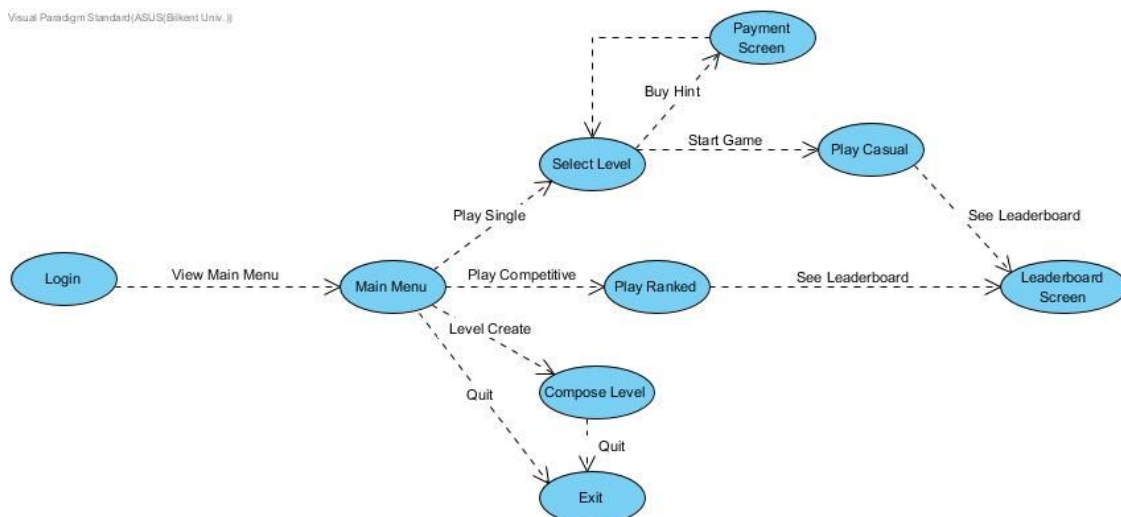 Visual Paradigm Standard(ASUS(Bilkent Univ.))
Payment
Screen
Buy Hint
Start Game
Select Level
Play Casual
Play Single
See Leaderboard
Login
View Main Menu
Main Menu
Play Competitive
Play Ranked
See Leaderboard
Leaderboard
Screen
Level Create
Quit
Compose Level
Quit
Exit